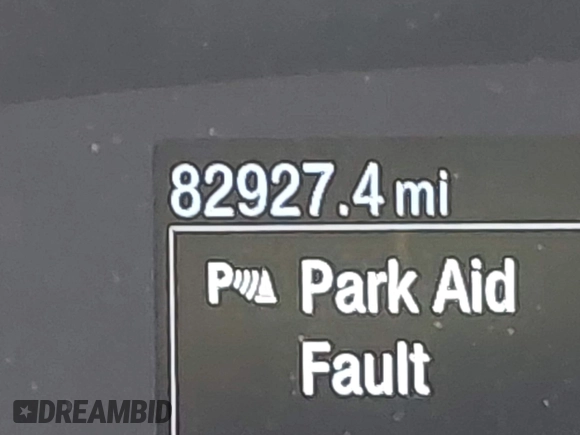 82927.4 mi
P Park Aid
Fault
DREAMBID